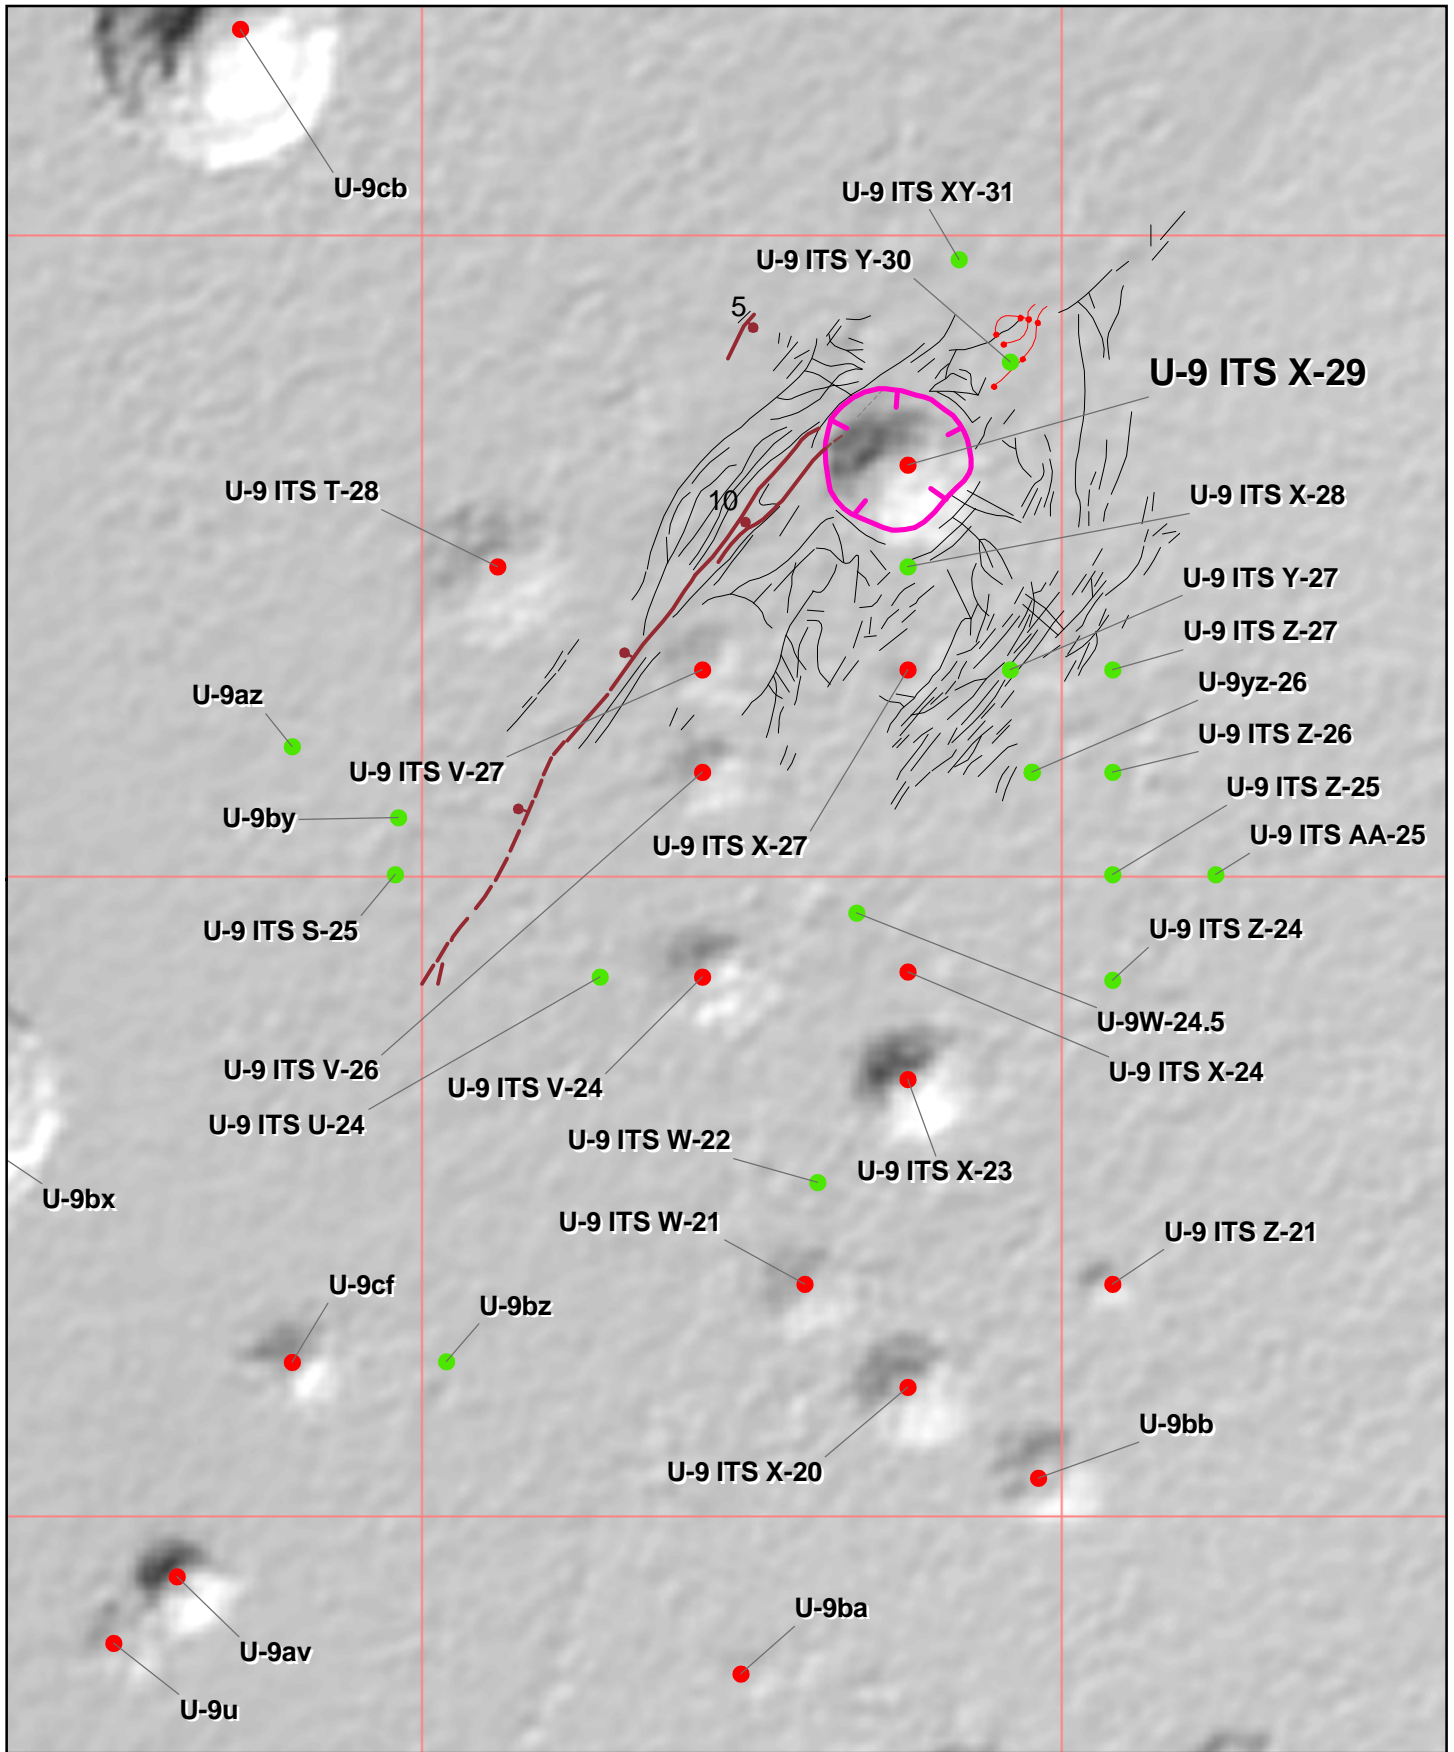 U-9cb
U-9 ITS XY-31
U-9 ITS Y-30
5
U-9 ITS X-29
U-9 ITS T-28
10
U-9 ITS X-28
U-9 ITS Y-27
U-9 ITS Z-27
U-9yz-26
U-9az
U-9 ITS Z-26
U-9 ITS V-27
U-9 ITS Z-25
U-9by
U-9 ITS X-27
U-9 ITS AA-25
U-9 ITS S-25
U-9 ITS Z-24
U-9W-24.5
U-9 ITS V-26
U-9 ITS V-24
U-9 ITS X-24
U-9 ITS U-24
U-9 ITS W-22
U-9 ITS X-23
U-9bx
U-9 ITS W-21
U-9 ITS Z-21
U-9cf
U-9bz
U-9bb
U-9 ITS X-20
U-9ba
U-9av
U-9u